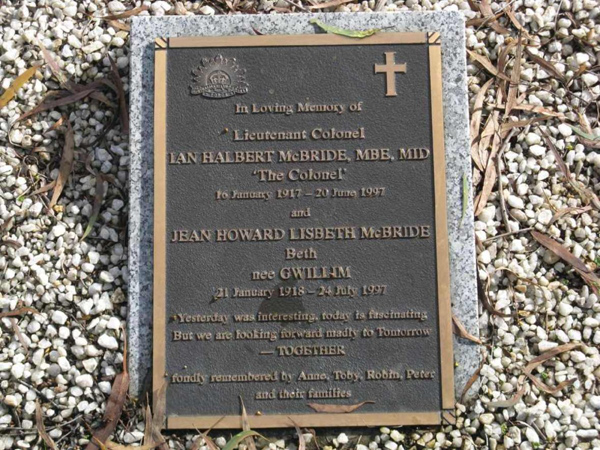 In Loving Memory of
Lieutenant Colonel
IAN HALBERT McBRIDE, MBE, MID
'The Colonel'
16 January 1917 – 20 June 1997
and
JEAN HOWARD LISBETH McBRIDE
Beth
nee GWILLIM
21 January 1918 – 24 July 1997
Yesterday was interesting, today is fascinating
But we are looking forward madly to Tomorrow
— TOGETHER
fondly remembered by Anne, Toby, Robin, Peter
and their families